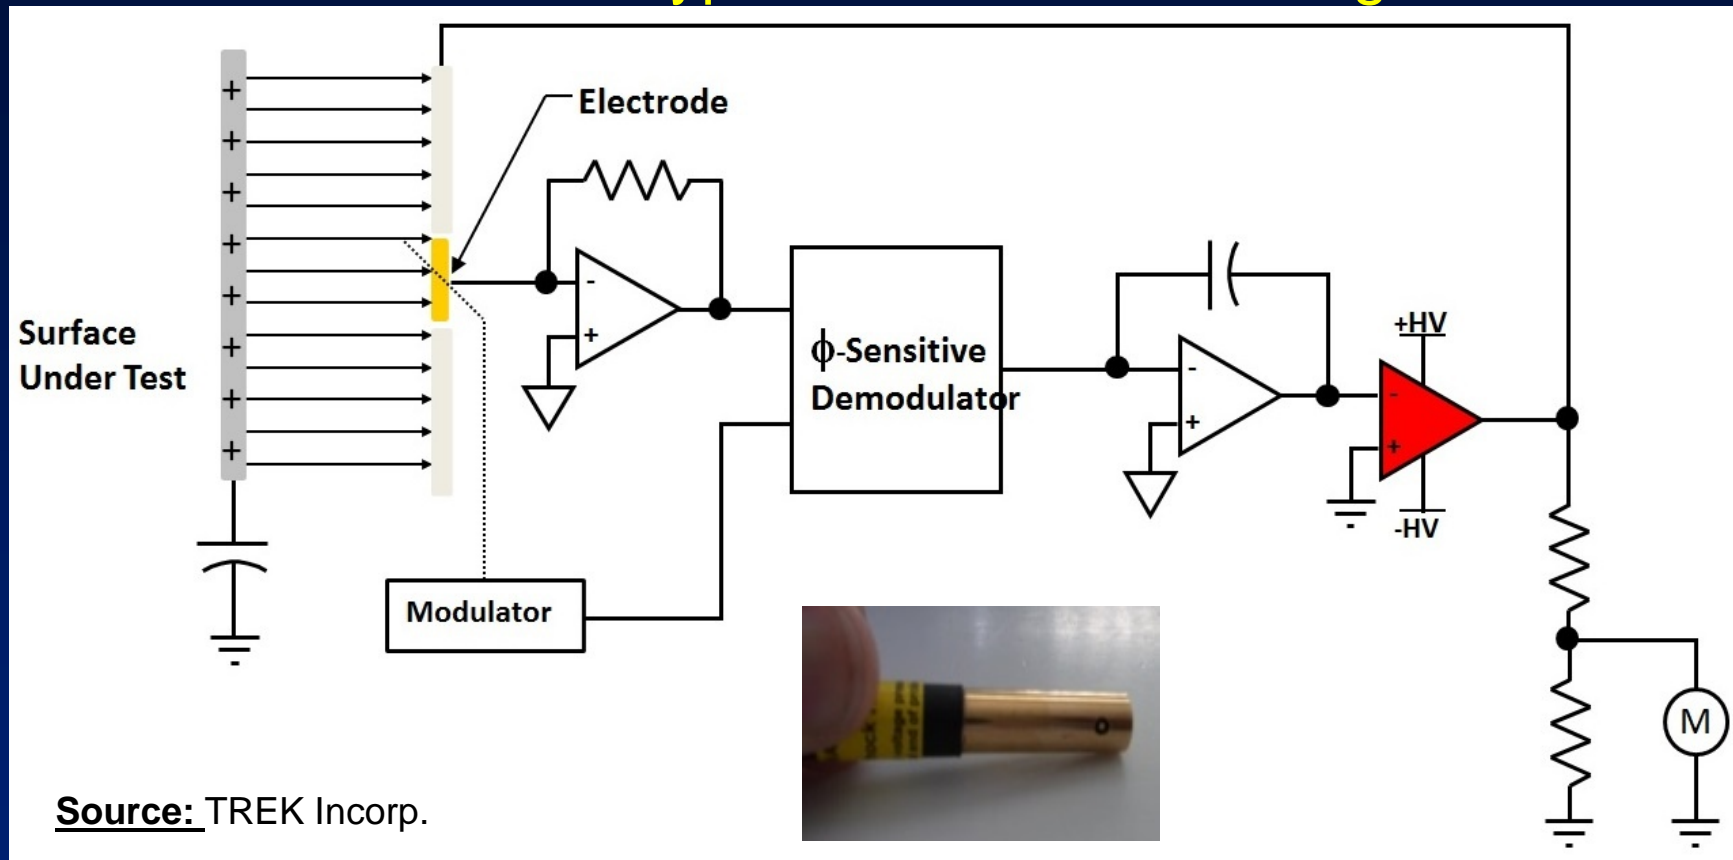 Electrode
Surface
Under Test
+
+
+
+
+
+
+
+
-
+
ϕ-Sensitive
Demodulator
-
+
+HV
-
+
-HV
Modulator
M
Source: TREK Incorp.